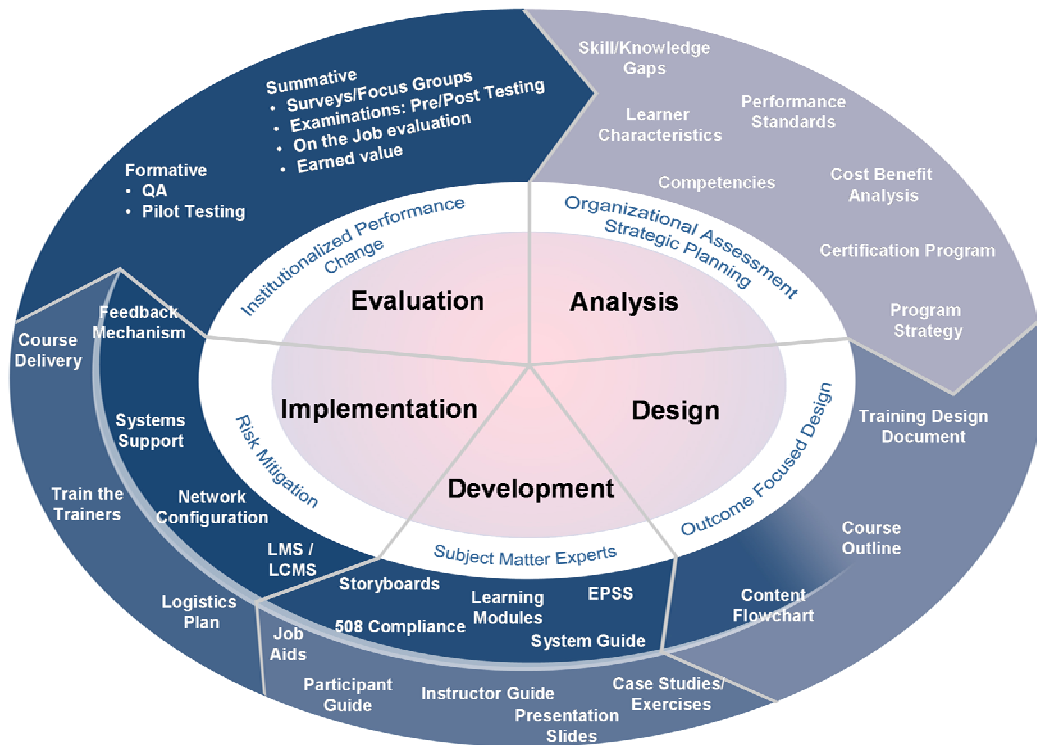 Summative
• Surveys/Focus Groups
• Examinations: Pre/Post Testing
• On the Job evaluation
• Earned value
Formative
• QA
• Pilot Testing
Skill/Knowledge
Gaps
Learner
Characteristics
Performance
Standards
Competencies
Cost Benefit
Analysis
Certification Program
Program
Strategy
Institutionalized Performance
Change
Organizational Assessment
Strategic Planning
Evaluation
Analysis
Implementation
Design
Development
Risk Mitigation
Subject Matter Experts
Outcome Focused Design
Feedback
Mechanism
Course
Delivery
Systems
Support
Train the
Trainers
Network
Configuration
LMS /
LCMS
Logistics
Plan
Training Design
Document
Course
Outline
Content
Flowchart
Storyboards
Learning
Modules
EPSS
508 Compliance
System Guide
Job
Aids
Participant
Guide
Instructor Guide
Presentation
Slides
Case Studies/
Exercises